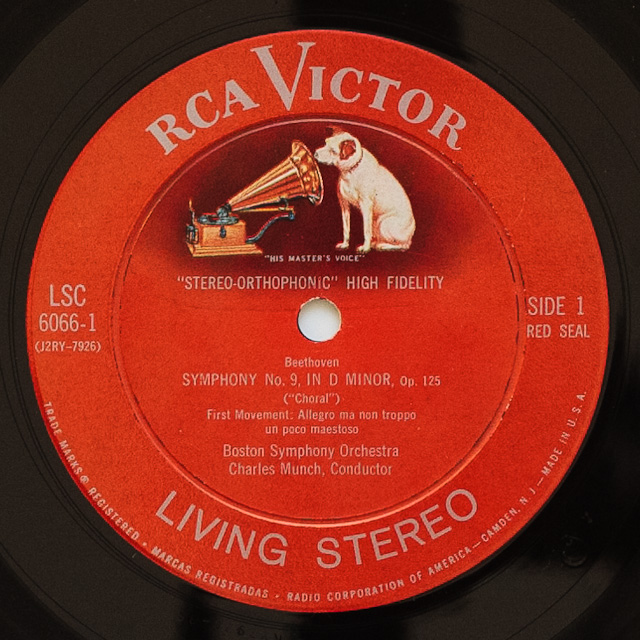 RCA VICTOR
"HIS MASTER'S VOICE"
"STEREO-ORTHOPHONIC" HIGH FIDELITY
LSC
6066-1
(J2RY-7926)
SIDE 1
RED SEAL
Beethoven
SYMPHONY No. 9, IN D MINOR, Op. 125
("Choral")
First Movement: Allegro ma non troppo
un poco maestoso
Boston Symphony Orchestra
Charles Munch, Conductor
LIVING STEREO
TRADE MARKS® REGISTERED • MARCAS REGISTRADAS • RADIO CORPORATION OF AMERICA—CAMDEN, N. J.—MADE IN U.S.A.